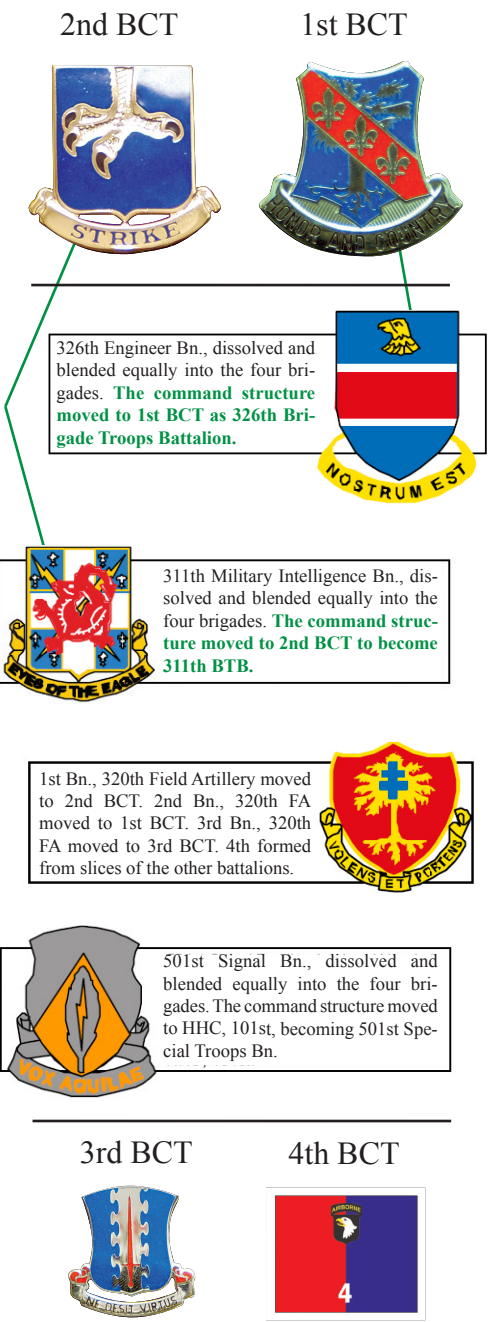 2nd BCT
1st BCT
STRIKE
HONOR AND COUNTRY
326th Engineer Bn., dissolved and
blended equally into the four bri-
gades. The command structure
moved to 1st BCT as 326th Bri-
gade Troops Battalion.
NOSTRUM EST
311th Military Intelligence Bn., dis-
solved and blended equally into the
four brigades. The command struc-
ture moved to 2nd BCT to become
311th BTB.
EYES OF THE EAGLE
1st Bn., 320th Field Artillery moved
to 2nd BCT. 2nd Bn., 320th FA
moved to 1st BCT. 3rd Bn., 320th
FA moved to 3rd BCT. 4th formed
from slices of the other battalions.
VOLENS ET POTENS
501st Signal Bn., dissolved and
blended equally into the four bri-
gades. The command structure moved
to HHC, 101st, becoming 501st Spe-
cial Troops Bn.
VOX AQUILAE
3rd BCT
4th BCT
NE DESIT VIRTUS
AIRBORNE
4